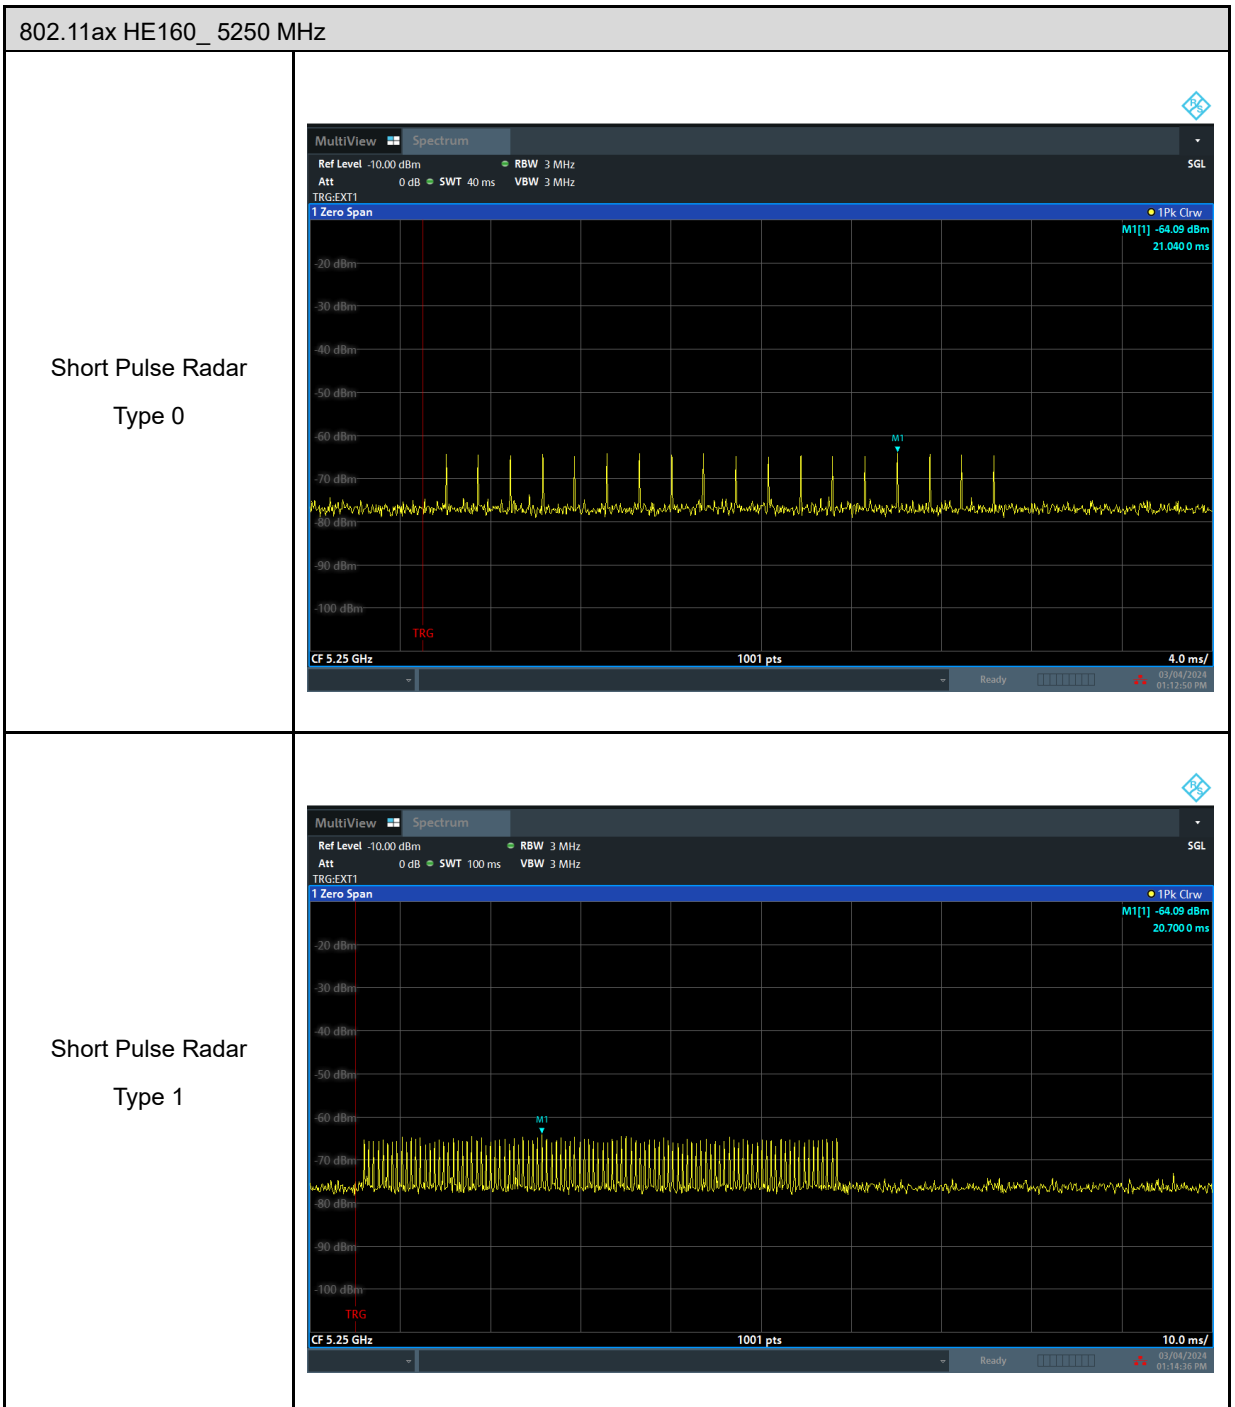 802.11ax HE160_ 5250 MHz
Short Pulse Radar
Type 0
R
S
MultiView Spectrum
Ref Level -10.00 dBm RBW 3 MHz SGL
Att 0 dB SWT 40 ms VBW 3 MHz
TRG:EXT1
1 Zero Span 1Pk Clrw
M1[1] -64.09 dBm
21.040 0 ms
-20 dBm
-30 dBm
-40 dBm
-50 dBm
-60 dBm
M1
-70 dBm
-80 dBm
-90 dBm
-100 dBm
TRG
CF 5.25 GHz 1001 pts 4.0 ms/
Ready 03/04/2024
01:12:50 PM
Short Pulse Radar
Type 1
R
S
MultiView Spectrum
Ref Level -10.00 dBm RBW 3 MHz SGL
Att 0 dB SWT 100 ms VBW 3 MHz
TRG:EXT1
1 Zero Span 1Pk Clrw
M1[1] -64.09 dBm
20.700 0 ms
-20 dBm
-30 dBm
-40 dBm
-50 dBm
-60 dBm
M1
-70 dBm
-80 dBm
-90 dBm
-100 dBm
TRG
CF 5.25 GHz 1001 pts 10.0 ms/
Ready 03/04/2024
01:14:36 PM